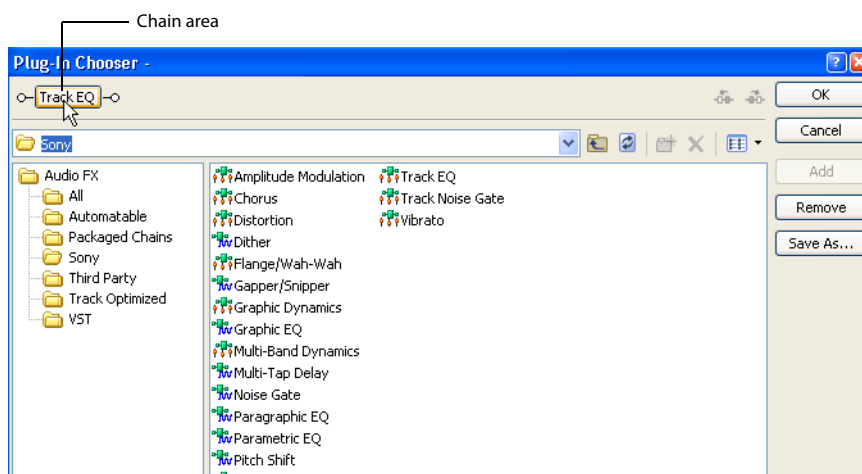 Chain area
Plug-In Chooser -
Track EQ
OK
Cancel
Sony
Add
Remove
Save As...
Audio FX
All
Automatable
Packaged Chains
Sony
Third Party
Track Optimized
VST
Amplitude Modulation
Chorus
Distortion
Dither
Flange/Wah-Wah
Gapper/Snipper
Graphic Dynamics
Graphic EQ
Multi-Band Dynamics
Multi-Tap Delay
Noise Gate
Paragraphic EQ
Parametric EQ
Pitch Shift
Track EQ
Track Noise Gate
Vibrato